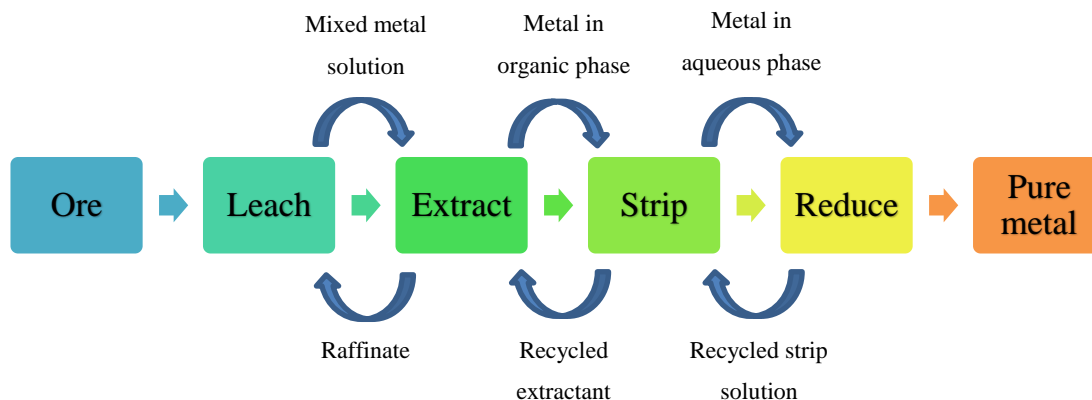 Mixed metal
solution
Metal in
organic phase
Metal in
aqueous phase
Ore
Leach
Extract
Strip
Reduce
Pure
metal
Raffinate
Recycled
extractant
Recycled strip
solution